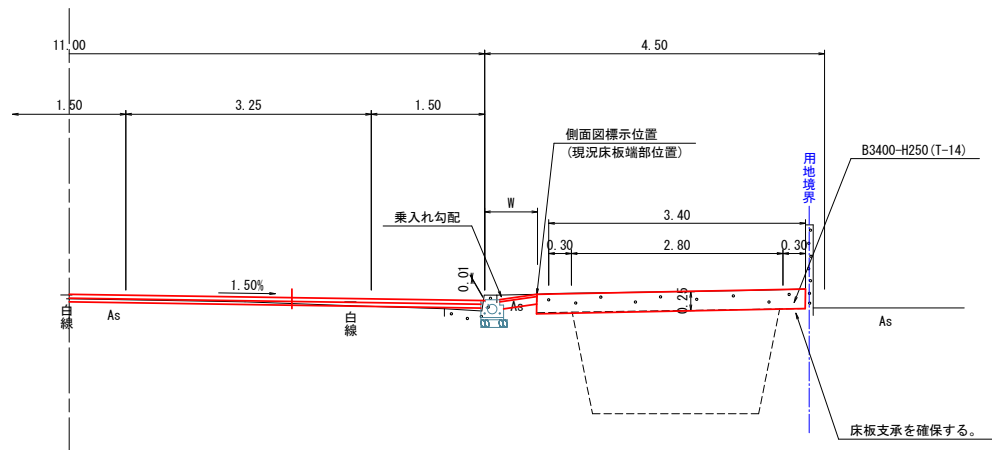 11.00
4.50
1.50
3.25
1.50
側面図標示位置
(現況床板端部位置)
B3400-H250(T-14)
用地境界
W
乗入れ勾配
3.40
0.30
2.80
0.30
0.01
1.50%
0.25
白線
As
白線
As
As
床板支承を確保する。